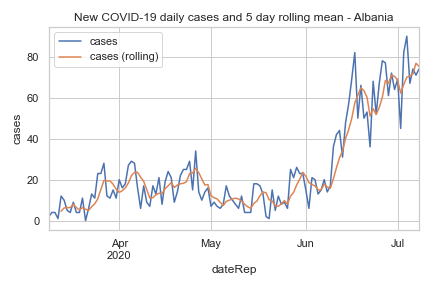 New COVID-19 daily cases and 5 day rolling mean - Albania
cases
cases (rolling)
80
60
40
20
0
cases
Apr
2020
May
Jun
Jul
dateRep